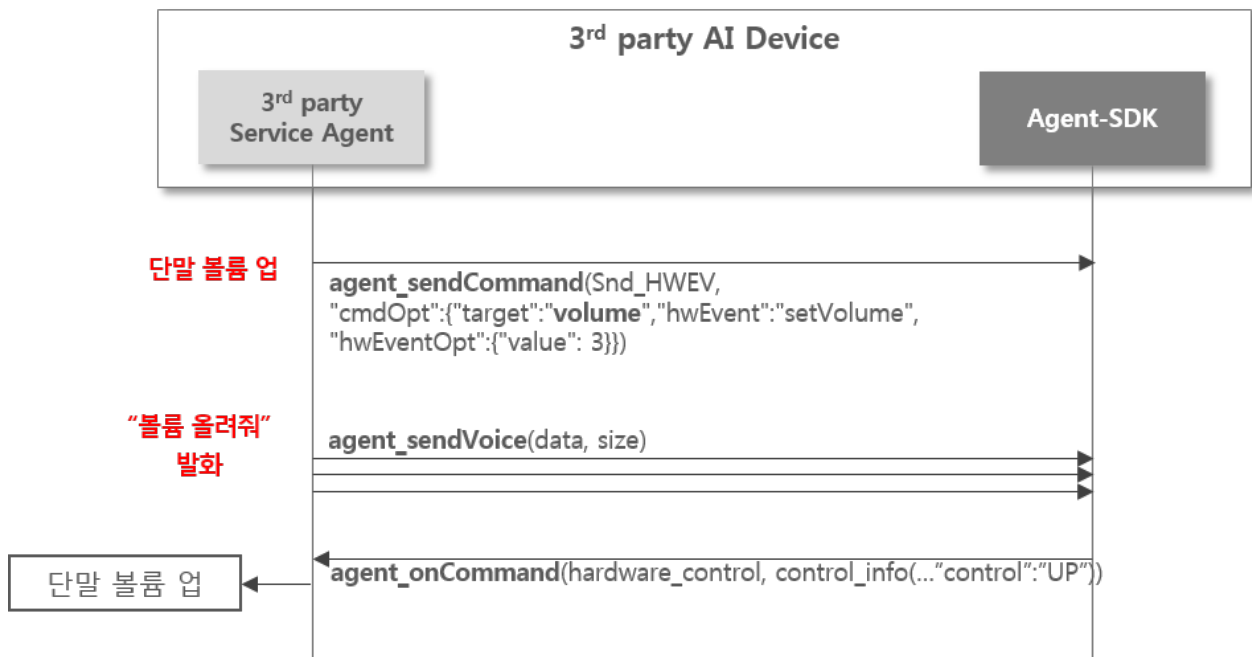 3rd party AI Device
3rd party
Service Agent
Agent-SDK
단말 볼륨 업
agent_sendCommand(Snd_HWEV,
"cmdOpt":{"target":"volume","hwEvent":"setVolume",
"hwEventOpt":{"value": 3}})
“볼륨 올려줘”
발화
agent_sendVoice(data, size)
단말 볼륨 업
agent_onCommand(hardware_control, control_info(...”control”:”UP”))